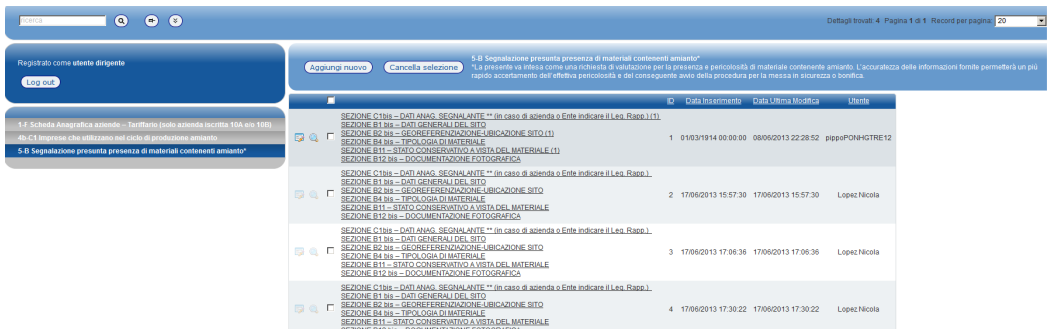 ricerca
Dettagli trovati: 4 Pagina 1 di 1 Record per pagina: 20
Registrato come utente dirigente
Log out
Aggiungi nuovo
Cancella selezione
5-B Segnalazione presunta presenza di materiali contenenti amianto*
*La presente va intesa come una richiesta di valutazione per la presenza e pericolosità di materiale contenente amianto. L'accuratezza delle informazioni fornite permetterà un più
rapido accertamento dell'effettiva pericolosità e del conseguente avvio della procedura per la messa in sicurezza o bonifica.
1-F Scheda Anagrafica aziende – Tariffario (solo azienda iscritta 10A e/o 10B)
4b-C1 Imprese che utilizzano nel ciclo di produzione amianto
5-B Segnalazione presunta presenza di materiali contenenti amianto*
ID Data Inserimento Data Ultima Modifica Utente
SEZIONE C1bis – DATI ANAG. SEGNALANTE ** (in caso di azienda o Ente indicare il Leg. Rapp.) (1)
SEZIONE B1 bis – DATI GENERALI DEL SITO
SEZIONE B2 bis – GEOREFERENZIAZIONE-UBICAZIONE SITO (1)
SEZIONE B4 bis – TIPOLOGIA DI MATERIALE
SEZIONE B11 – STATO CONSERVATIVO A VISTA DEL MATERIALE (1)
SEZIONE B12 bis – DOCUMENTAZIONE FOTOGRAFICA
1 01/03/1914 00:00:00 08/06/2013 22:28:52 pippoPONHGTRE12
SEZIONE C1bis – DATI ANAG. SEGNALANTE ** (in caso di azienda o Ente indicare il Leg. Rapp.)
SEZIONE B1 bis – DATI GENERALI DEL SITO
SEZIONE B2 bis – GEOREFERENZIAZIONE-UBICAZIONE SITO
SEZIONE B4 bis – TIPOLOGIA DI MATERIALE
SEZIONE B11 – STATO CONSERVATIVO A VISTA DEL MATERIALE
SEZIONE B12 bis – DOCUMENTAZIONE FOTOGRAFICA
2 17/06/2013 15:57:30 17/06/2013 15:57:30 Lopez Nicola
SEZIONE C1bis – DATI ANAG. SEGNALANTE ** (in caso di azienda o Ente indicare il Leg. Rapp.)
SEZIONE B1 bis – DATI GENERALI DEL SITO
SEZIONE B2 bis – GEOREFERENZIAZIONE-UBICAZIONE SITO
SEZIONE B4 bis – TIPOLOGIA DI MATERIALE
SEZIONE B11 – STATO CONSERVATIVO A VISTA DEL MATERIALE
SEZIONE B12 bis – DOCUMENTAZIONE FOTOGRAFICA
3 17/06/2013 17:06:36 17/06/2013 17:06:36 Lopez Nicola
SEZIONE C1bis – DATI ANAG. SEGNALANTE ** (in caso di azienda o Ente indicare il Leg. Rapp.)
SEZIONE B1 bis – DATI GENERALI DEL SITO
SEZIONE B2 bis – GEOREFERENZIAZIONE-UBICAZIONE SITO
SEZIONE B4 bis – TIPOLOGIA DI MATERIALE
SEZIONE B11 – STATO CONSERVATIVO A VISTA DEL MATERIALE
SEZIONE B12 bis – DOCUMENTAZIONE FOTOGRAFICA
4 17/06/2013 17:30:22 17/06/2013 17:30:22 Lopez Nicola